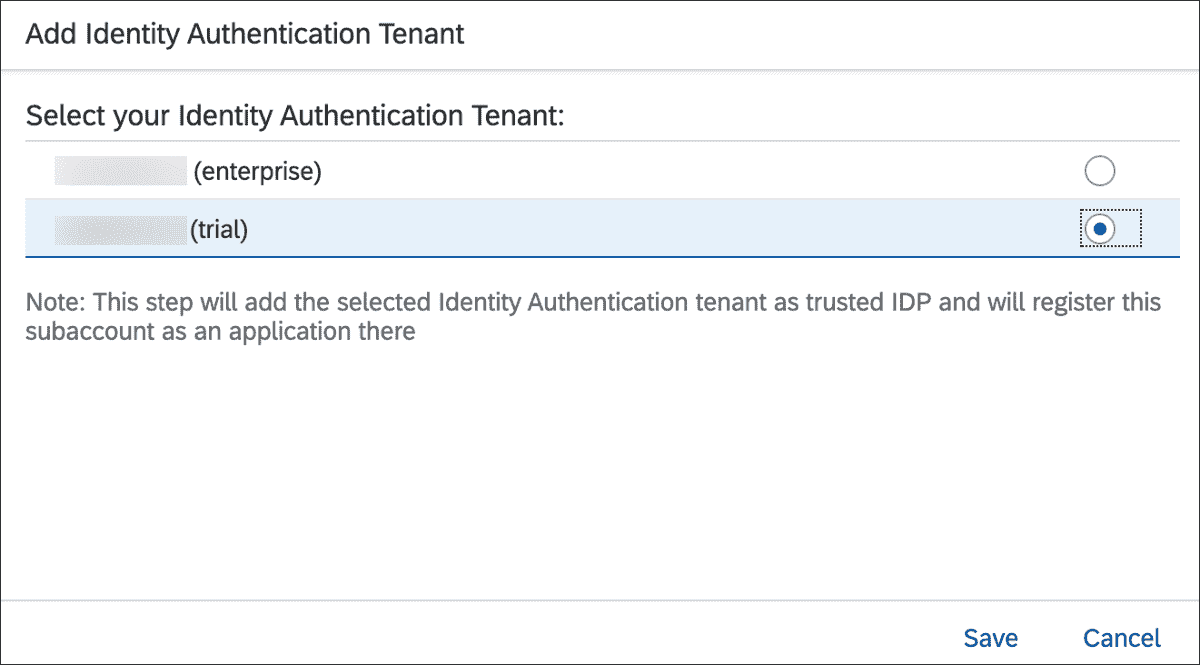 Add Identity Authentication Tenant
Select your Identity Authentication Tenant:
(enterprise)
(trial)
Note: This step will add the selected Identity Authentication tenant as trusted IDP and will register this
subaccount as an application there
Save Cancel